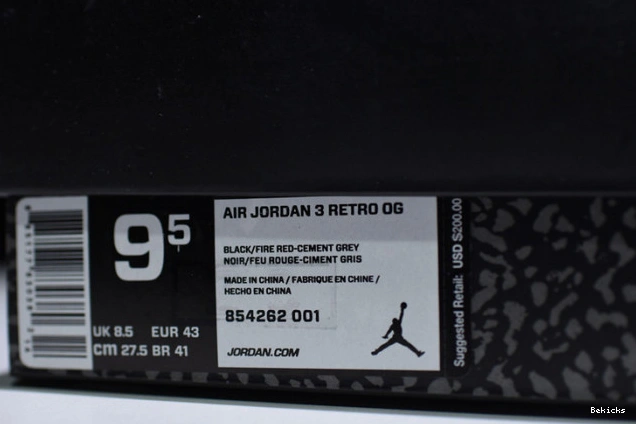 9 5
UK 8.5 EUR 43
cm 27.5 BR 41
AIR JORDAN 3 RETRO OG
BLACK/FIRE RED-CEMENT GREY
NOIR/FEU ROUGE-CIMENT GRIS
MADE IN CHINA / FABRIQUE EN CHINE /
HECHO EN CHINA
854262 001
JORDAN.COM
Suggested Retail: USD $200.00
Bekicks